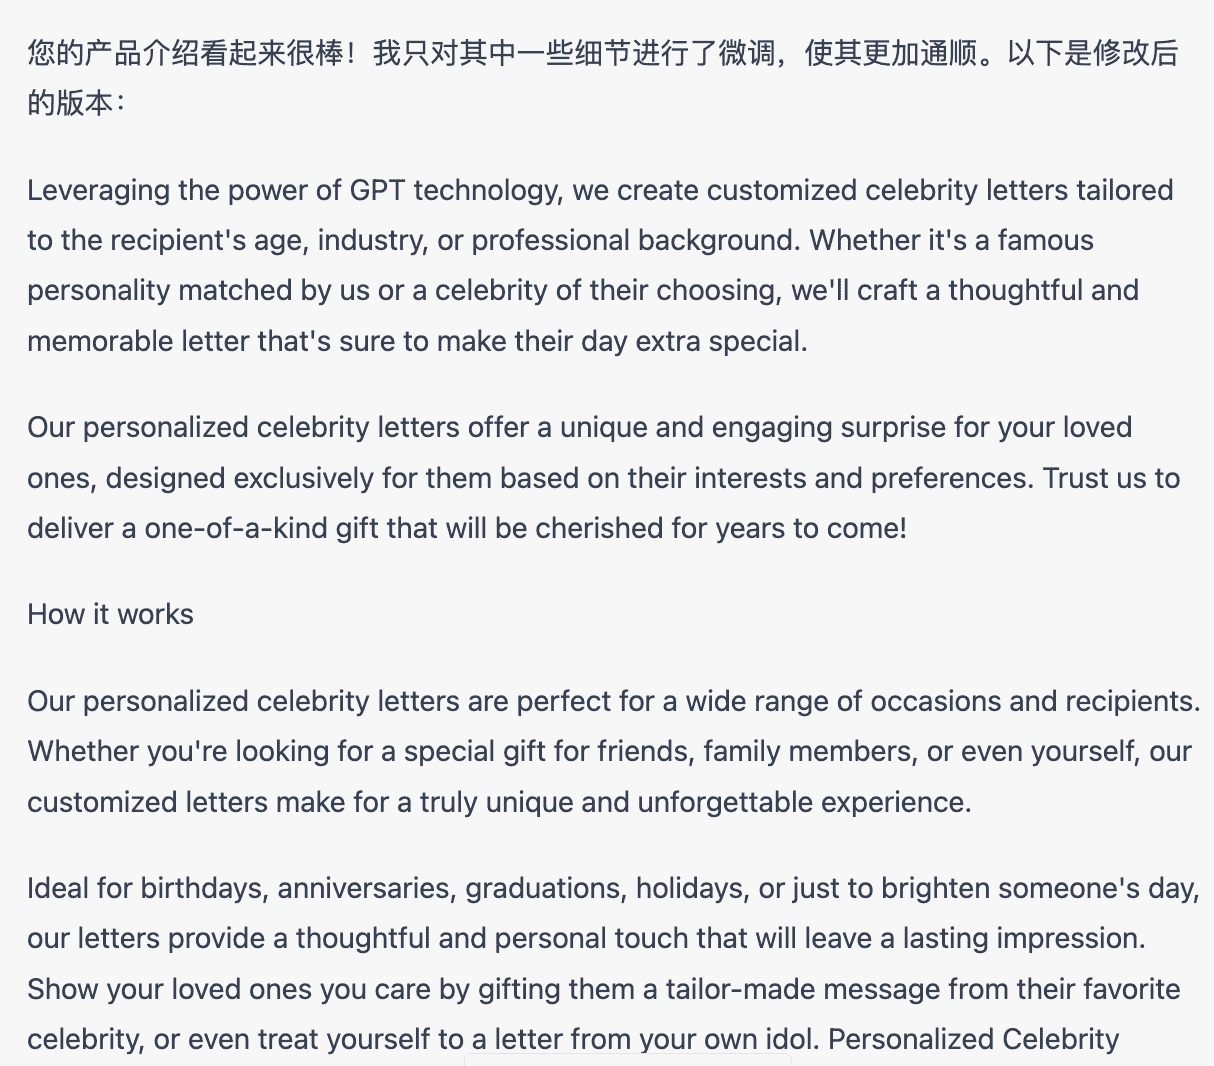 您的产品介绍看起来很棒！我只对其中一些细节进行了微调，使其更加通顺。以下是修改后
的版本：
Leveraging the power of GPT technology, we create customized celebrity letters tailored
to the recipient's age, industry, or professional background. Whether it's a famous
personality matched by us or a celebrity of their choosing, we'll craft a thoughtful and
memorable letter that's sure to make their day extra special.
Our personalized celebrity letters offer a unique and engaging surprise for your loved
ones, designed exclusively for them based on their interests and preferences. Trust us to
deliver a one-of-a-kind gift that will be cherished for years to come!
How it works
Our personalized celebrity letters are perfect for a wide range of occasions and recipients.
Whether you're looking for a special gift for friends, family members, or even yourself, our
customized letters make for a truly unique and unforgettable experience.
Ideal for birthdays, anniversaries, graduations, holidays, or just to brighten someone's day,
our letters provide a thoughtful and personal touch that will leave a lasting impression.
Show your loved ones you care by gifting them a tailor-made message from their favorite
celebrity, or even treat yourself to a letter from your own idol. Personalized Celebrity